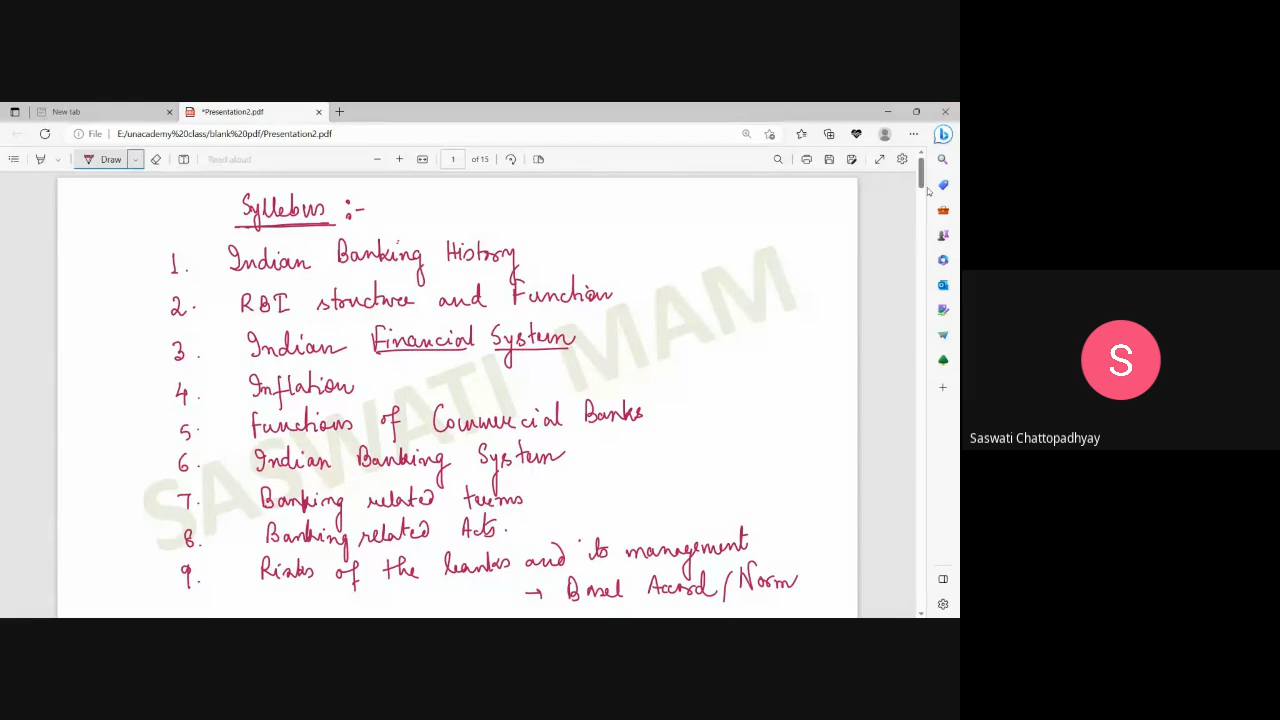 New tab
*Presentation2.pdf
File
E:/unacademy%20class/blank%20pdf/Presentation2.pdf
Draw
Read aloud
1 of 15
Syllebus :-
1. Indian Banking History
2. RBI structure and Function
3. Indian Financial System
4. Inflation
5. Functions of Commercial Banks
6. Indian Banking System
7. Banking related terms
8. Banking related Acts.
9. Risks of the banks and its management
→ Basel Accord / Norm
SASWATI MAM
S
Saswati Chattopadhyay